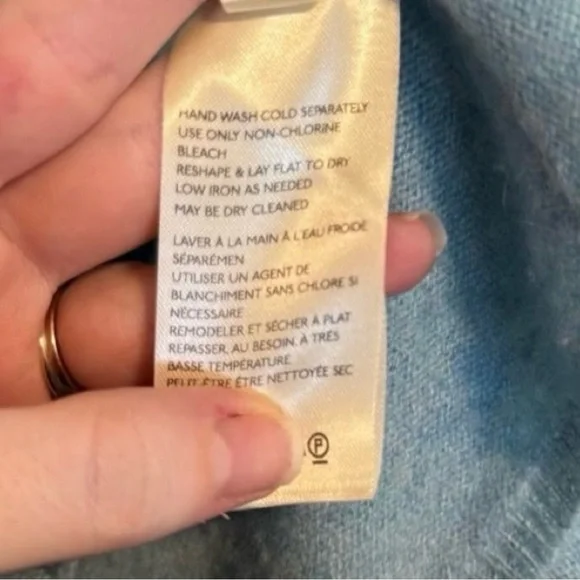 HAND WASH COLD SEPARATELY
USE ONLY NON-CHLORINE
BLEACH
RESHAPE & LAY FLAT TO DRY
LOW IRON AS NEEDED
MAY BE DRY CLEANED
LAVER À LA MAIN À L'EAU FROIDE
SÉPARÉMEN
UTILISER UN AGENT DE
BLANCHIMENT SANS CHLORE SI
NÉCESSAIRE
REMODELER ET SÉCHER À PLAT
REPASSER, AU BESOIN, À TRÈS
BASSE TEMPÉRATURE
PEUT-ÊTRE ÊTRE NETTOYÉE SEC
P